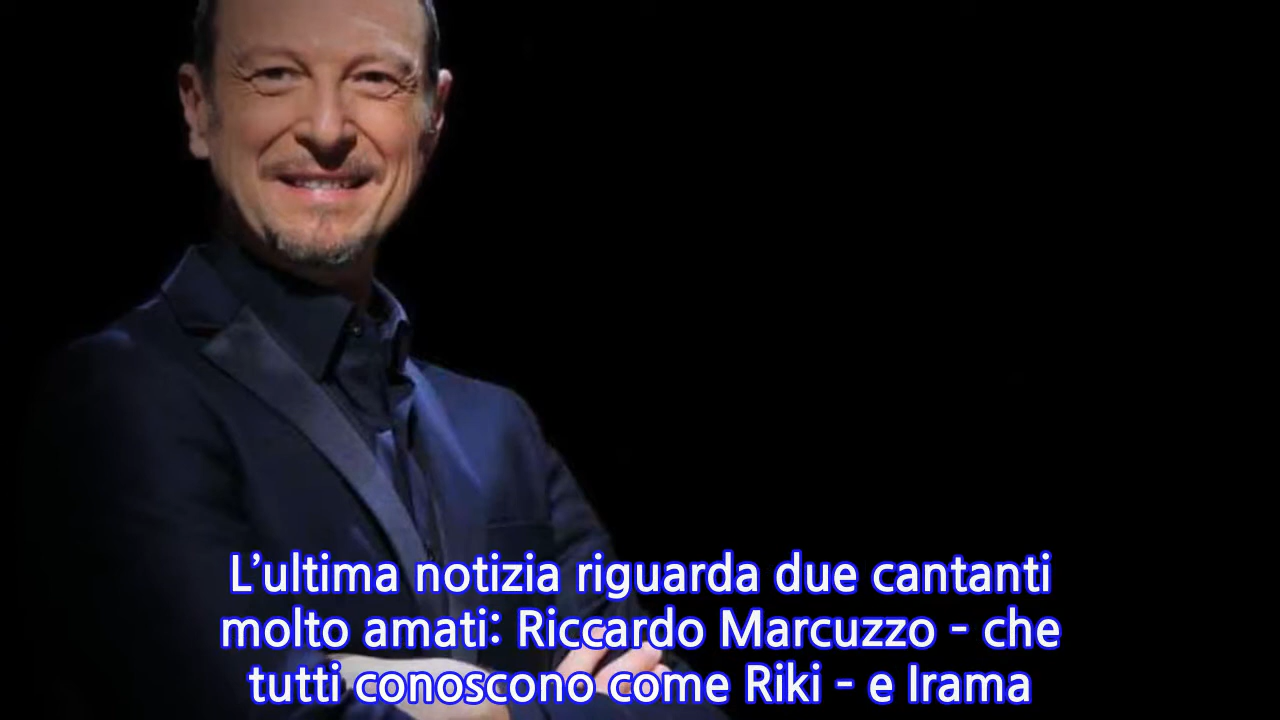 L’ultima notizia riguarda due cantanti
molto amati: Riccardo Marcuzzo - che
tutti conoscono come Riki - e Irama